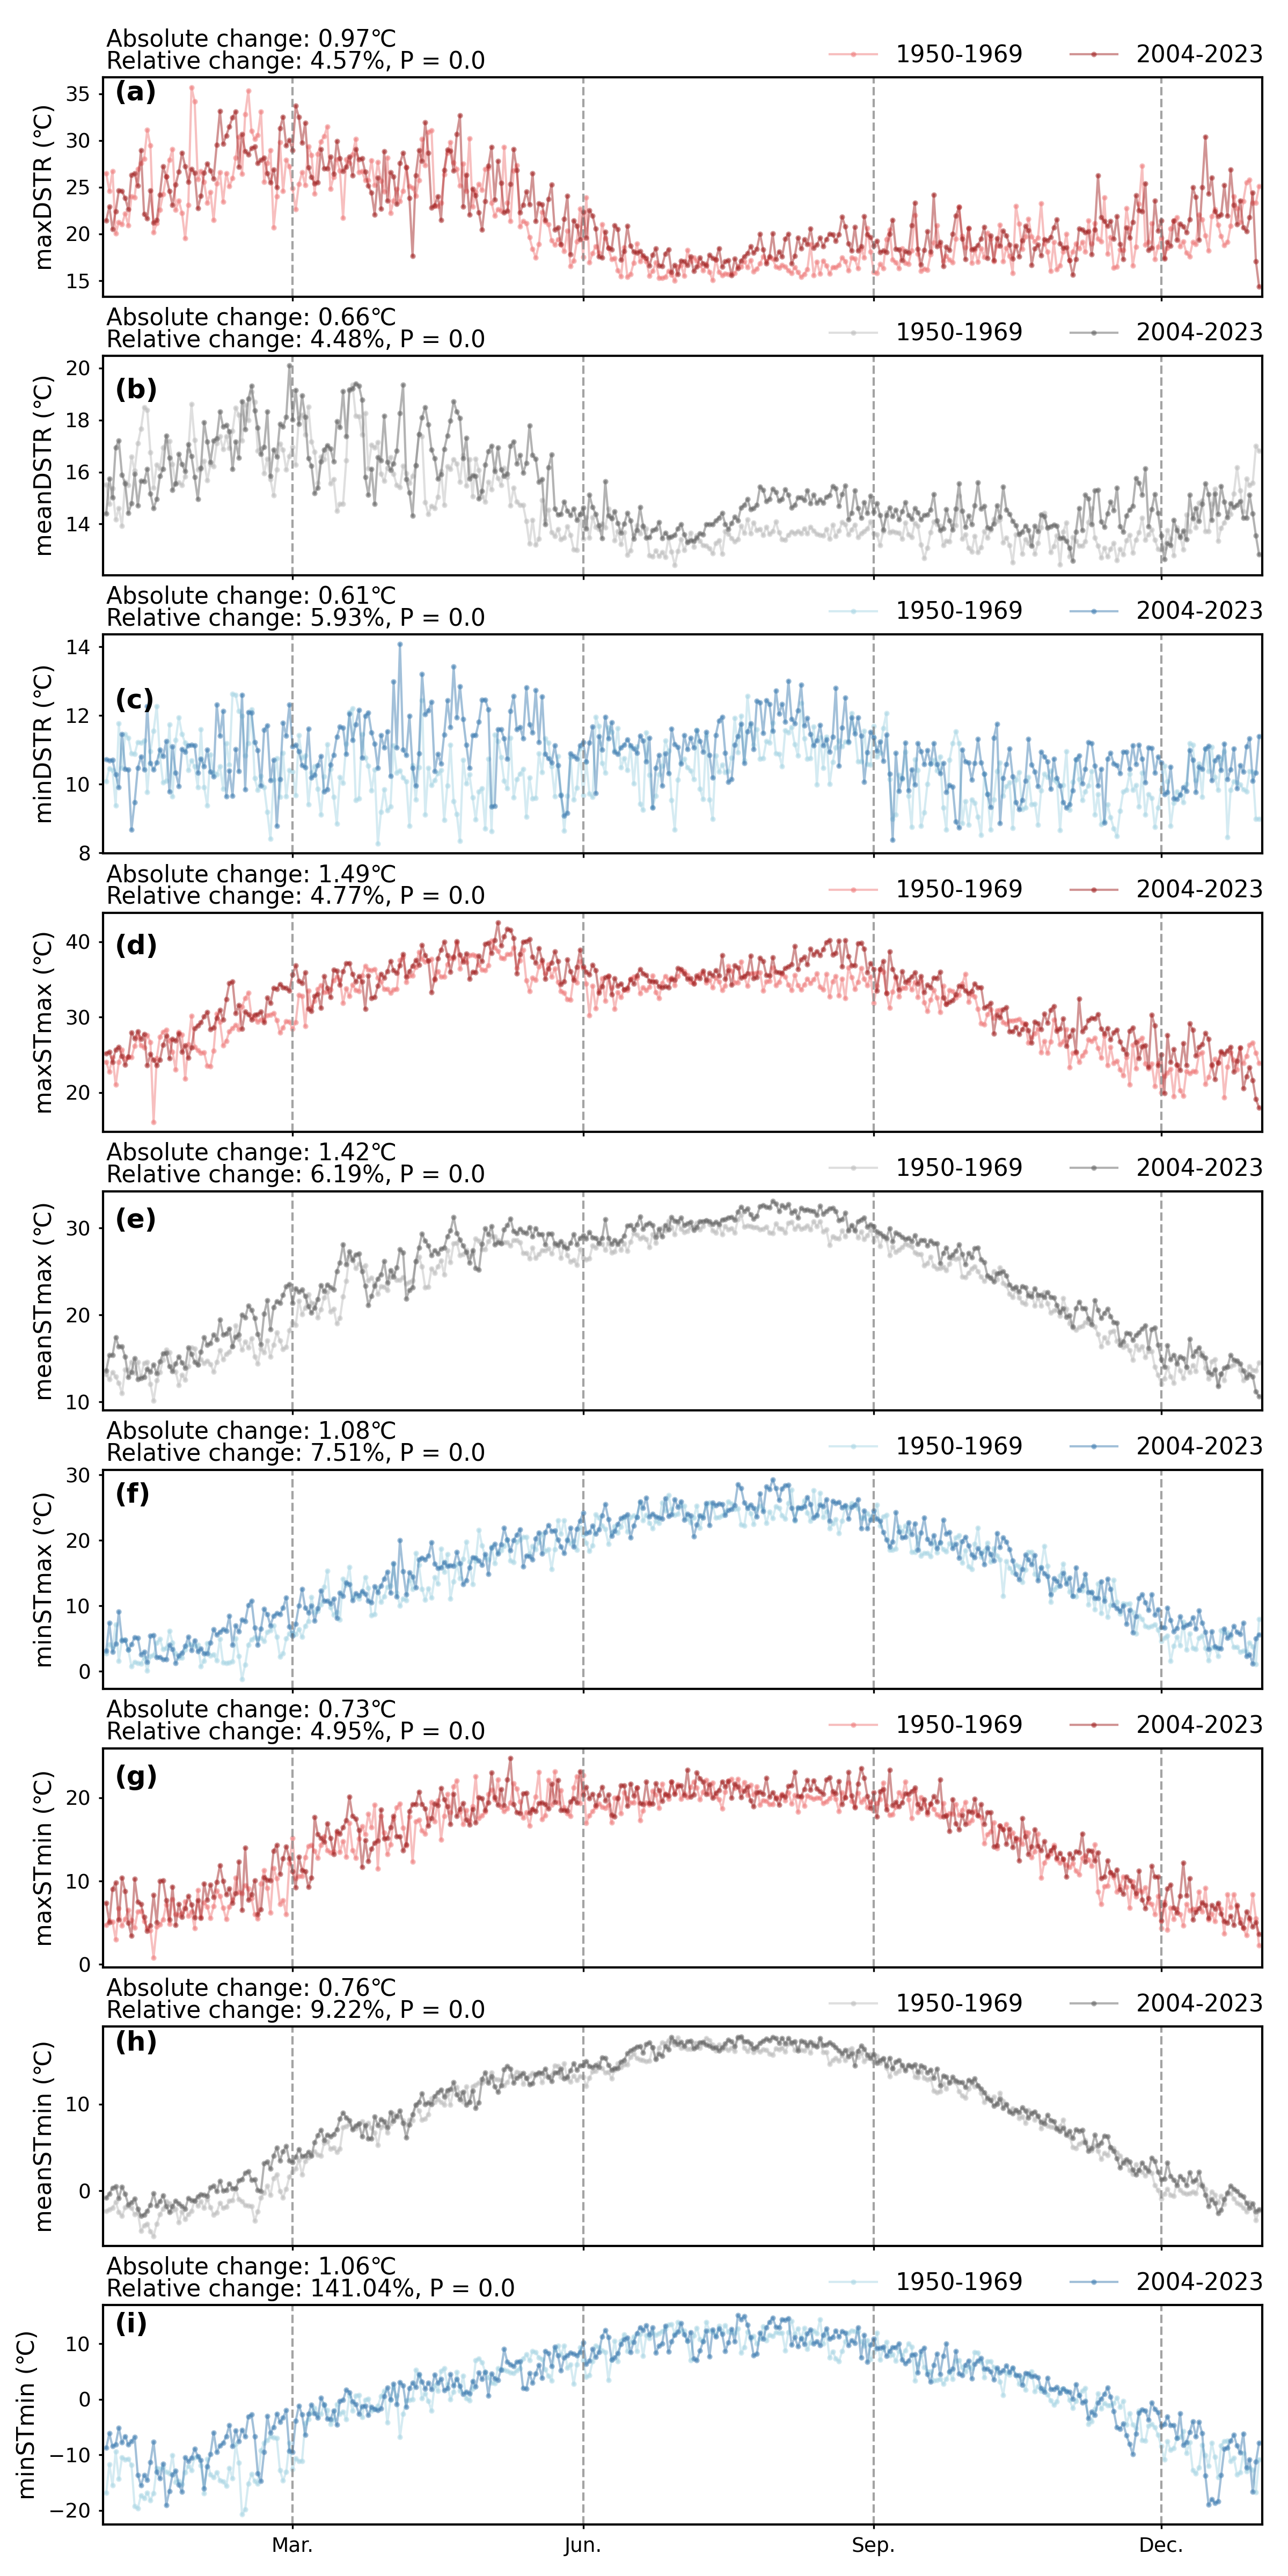 Absolute change: 0.97℃
Relative change: 4.57%, P = 0.0
1950-1969 2004-2023
(a)
maxDSTR (℃)
35
30
25
20
15
Absolute change: 0.66℃
Relative change: 4.48%, P = 0.0
1950-1969 2004-2023
(b)
meanDSTR (℃)
20
18
16
14
Absolute change: 0.61℃
Relative change: 5.93%, P = 0.0
1950-1969 2004-2023
(c)
minDSTR (℃)
14
12
10
8
Absolute change: 1.49℃
Relative change: 4.77%, P = 0.0
1950-1969 2004-2023
(d)
maxSTmax (℃)
40
30
20
Absolute change: 1.42℃
Relative change: 6.19%, P = 0.0
1950-1969 2004-2023
(e)
meanSTmax (℃)
30
20
10
Absolute change: 1.08℃
Relative change: 7.51%, P = 0.0
1950-1969 2004-2023
(f)
minSTmax (℃)
30
20
10
0
Absolute change: 0.73℃
Relative change: 4.95%, P = 0.0
1950-1969 2004-2023
(g)
maxSTmin (℃)
20
10
0
Absolute change: 0.76℃
Relative change: 9.22%, P = 0.0
1950-1969 2004-2023
(h)
meanSTmin (℃)
10
0
Absolute change: 1.06℃
Relative change: 141.04%, P = 0.0
1950-1969 2004-2023
(i)
minSTmin (℃)
10
0
−10
−20
Mar. Jun. Sep. Dec.